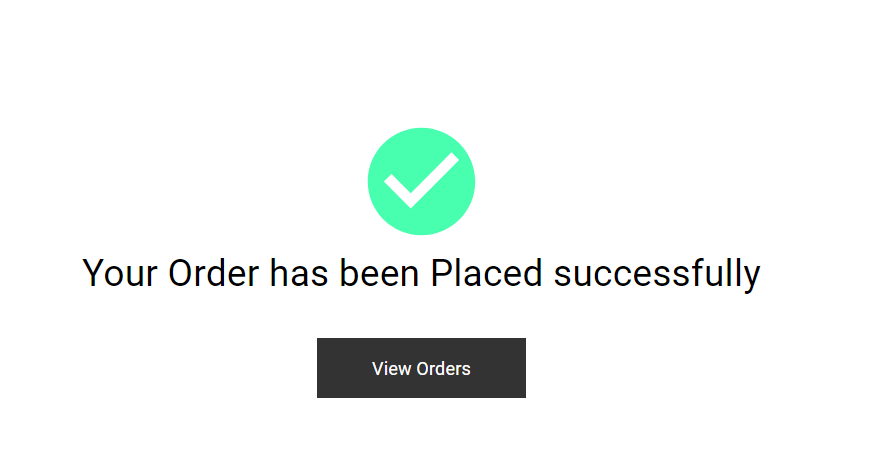 Your Order has been Placed successfully
View Orders